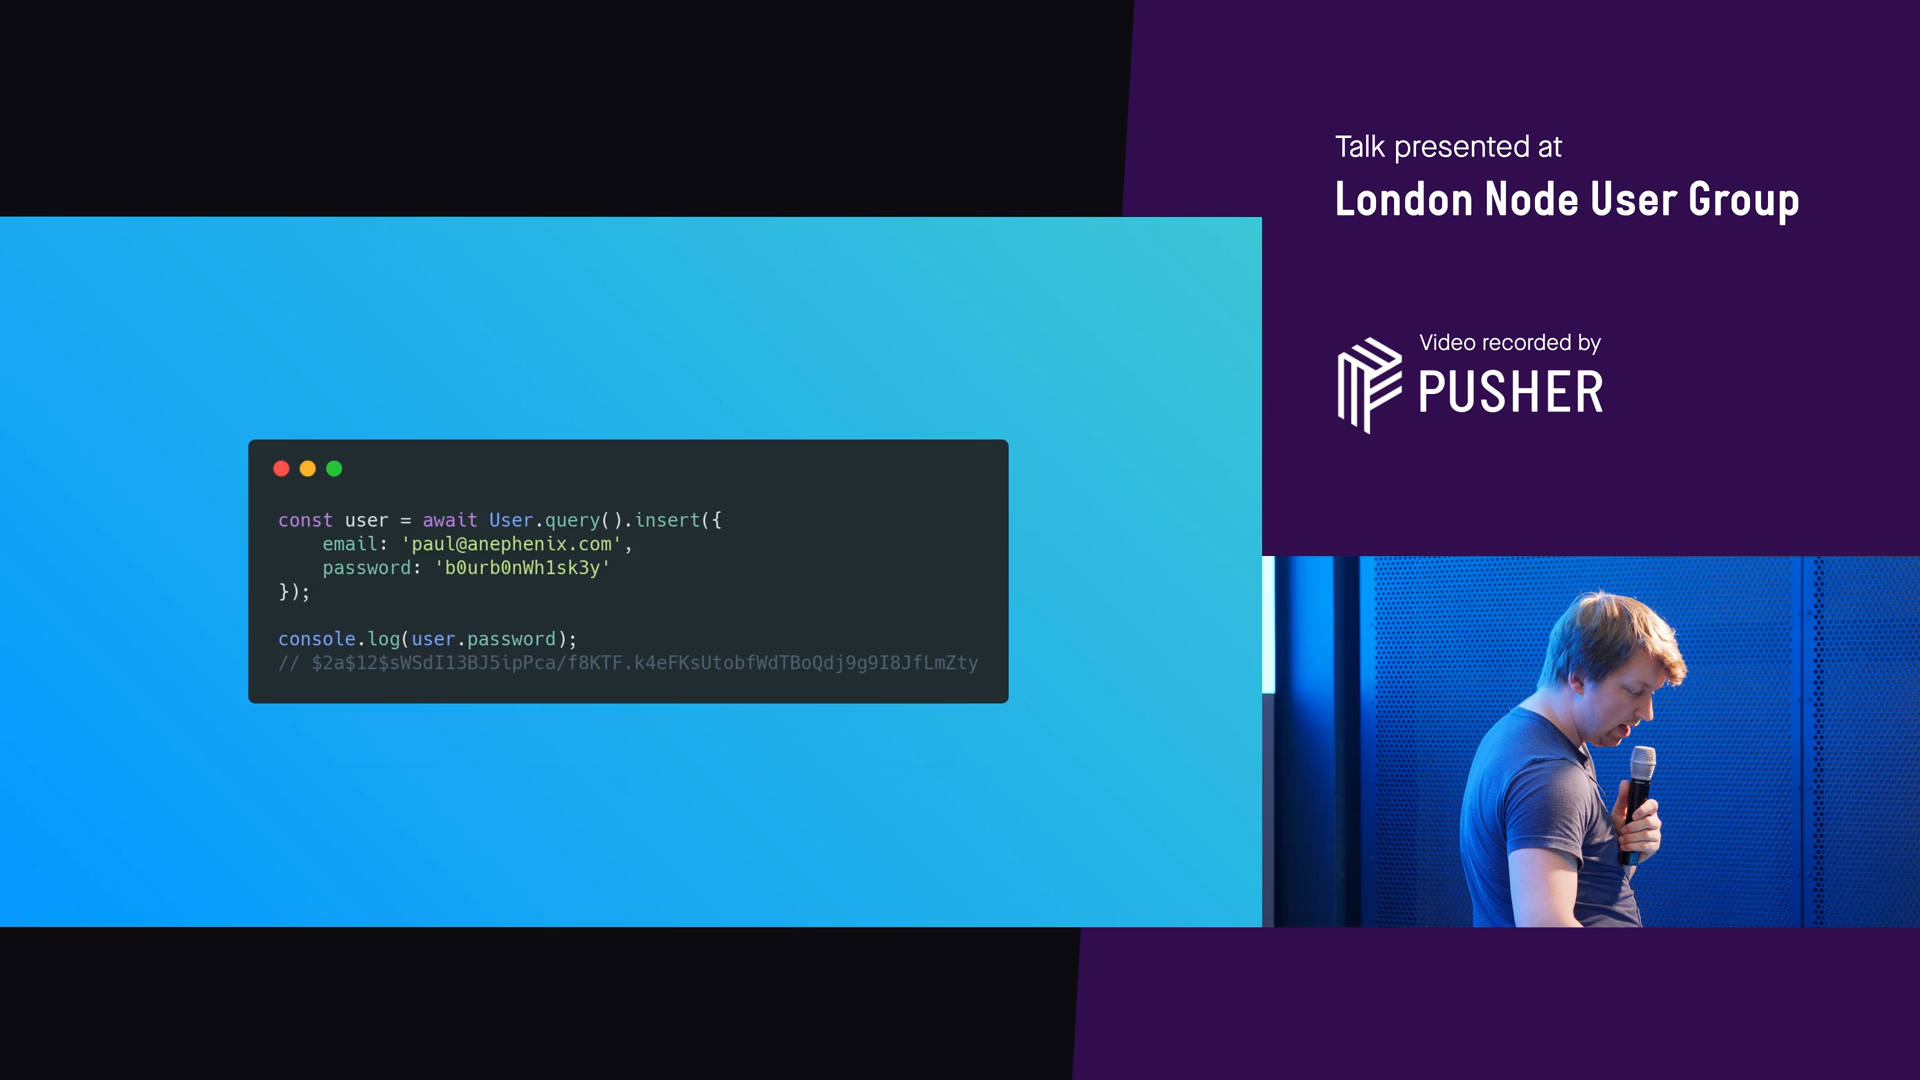 Talk presented at
London Node User Group
Video recorded by
PUSHER
const user = await User.query().insert({
    email: 'paul@anephenix.com',
    password: 'b0urb0nWh1sk3y'
});
console.log(user.password);
// $2a$12$sWSdI13BJ5ipPca/f8KTF.k4eFKsUtobfWdTBoQdj9g9I8JfLmZty